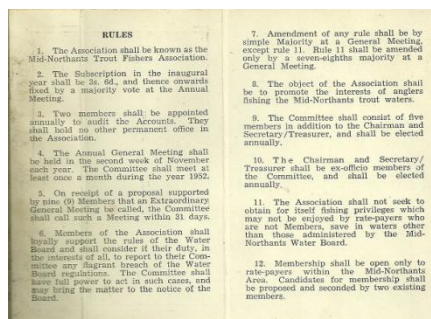 RULES
1. The Association shall be known as the
Mid-Northants Trout Fishers Association.
2. The Subscription in the inaugural
year shall be 3s. 6d., and thence onwards
fixed by a majority vote at the Annual
Meeting.
3. Two members shall be appointed
annually to audit the Accounts. They
shall hold no other permanent office in
the Association.
4. The Annual General Meeting shall
be held in the second week of November
each year. The Committee shall meet at
least once a month during the year 1952.
5. On receipt of a proposal supported
by nine (9) Members that an Extraordinary
General Meeting be called, the Committee
shall call such a Meeting within 31 days.
6. Members of the Association shall
loyally support the rules of the Water
Board and shall consider it their duty, in
the interests of all, to report to their Com-
mittee any flagrant breach of the Water
Board regulations. The Committee shall
have full power to act in such cases, and
may bring the matter to the notice of the
Board.
7. Amendment of any rule shall be by
simple Majority at a General Meeting,
except rule 11. Rule 11 shall be amended
only by a seven-eighths majority at a
General Meeting.
8. The object of the Association shall
be to promote the interests of anglers
fishing the Mid-Northants trout waters.
9. The Committee shall consist of five
members in addition to the Chairman and
Secretary/Treasurer, and shall be elected
annually.
10. The Chairman and Secretary/
Treasurer shall be ex-officio members of
the Committee, and shall be elected
annually.
11. The Association shall not seek to
obtain for itself fishing privileges which
may not be enjoyed by rate-payers who
are not Members, save in waters other
than those administered by the Mid-
Northants Water Board.
12. Membership shall be open only to
rate-payers within the Mid-Northants
Area. Candidates for membership shall
be proposed and seconded by two existing
members.